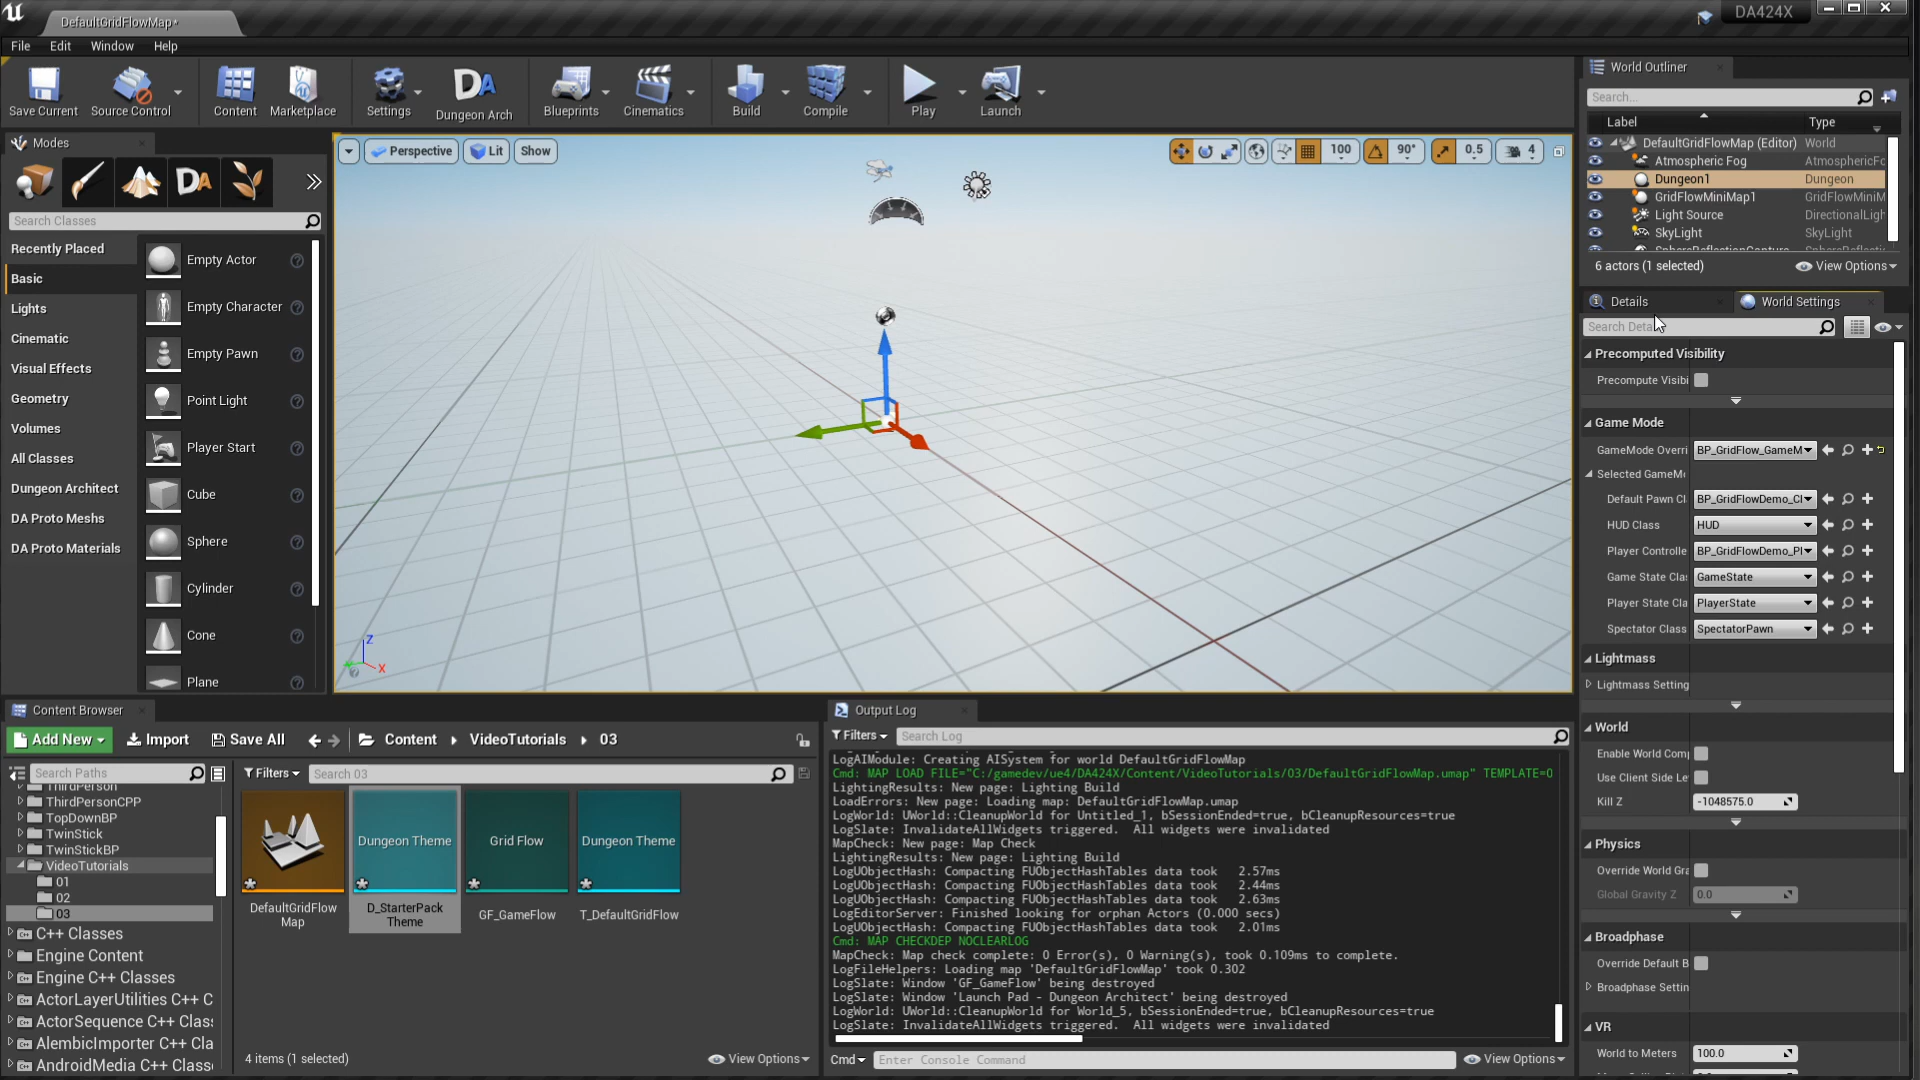 DefaultGridFlowMap*
DA424X
File Edit Window Help
Save Current
Source Control
Content
Marketplace
Settings
Dungeon Arch
Blueprints
Cinematics
Build
Compile
Play
Launch
Modes
Search Classes
Recently Placed
Basic
Lights
Cinematic
Visual Effects
Geometry
Volumes
All Classes
Dungeon Architect
DA Proto Meshs
DA Proto Materials
Empty Actor
Empty Character
Empty Pawn
Point Light
Player Start
Cube
Sphere
Cylinder
Cone
Plane
Perspective Lit Show
100 90° 0.5 4
Z
X
World Outliner
Search...
Label Type
DefaultGridFlowMap (Editor) World
Atmospheric Fog AtmosphericFo
Dungeon1 Dungeon
GridFlowMiniMap1 GridFlowMiniM
Light Source DirectionalLigh
SkyLight SkyLight
6 actors (1 selected) View Options
Details World Settings
Search Deta
Precomputed Visibility
Precompute Visibi
Game Mode
GameMode Overri BP_GridFlow_GameM
Selected GameMo
Default Pawn Cl BP_GridFlowDemo_Cl
HUD Class HUD
Player Controlle BP_GridFlowDemo_Pl
Game State Clas GameState
Player State Cla PlayerState
Spectator Class SpectatorPawn
Lightmass
Lightmass Setting
World
Enable World Comp
Use Client Side Le
Kill Z -1048575.0
Physics
Override World Gra
Global Gravity Z 0.0
Broadphase
Override Default B
Broadphase Settin
VR
World to Meters 100.0
Content Browser
Add New Import Save All Content VideoTutorials 03
Search Paths
Filters Search 03
ThirdPerson
ThirdPersonCPP
TopDownBP
TwinStick
TwinStickBP
VideoTutorials
01
02
03
C++ Classes
Engine Content
Engine C++ Classes
ActorLayerUtilities C++ C
ActorSequence C++ Class
AlembicImporter C++ Cla
AndroidMedia C++ Classe
DefaultGridFlow
Map
Dungeon Theme
D_StarterPack
Theme
Grid Flow
GF_GameFlow
Dungeon Theme
T_DefaultGridFlow
4 items (1 selected) View Options
Output Log
Filters Search Log
LogAIModule: Creating AISystem for world DefaultGridFlowMap
Cmd: MAP LOAD FILE="C:/gamedev/ue4/DA424X/Content/VideoTutorials/03/DefaultGridFlowMap.umap" TEMPLATE=0
LightingResults: New page: Lighting Build
LoadErrors: New page: Loading map: DefaultGridFlowMap.umap
LogWorld: UWorld::CleanupWorld for Untitled_1, bSessionEnded=true, bCleanupResources=true
LogSlate: InvalidateAllWidgets triggered. All widgets were invalidated
MapCheck: New page: Map Check
LightingResults: New page: Lighting Build
LogUObjectHash: Compacting FUObjectHashTables data took 2.57ms
LogUObjectHash: Compacting FUObjectHashTables data took 2.44ms
LogUObjectHash: Compacting FUObjectHashTables data took 2.63ms
LogEditorServer: Finished looking for orphan Actors (0.000 secs)
LogUObjectHash: Compacting FUObjectHashTables data took 2.01ms
Cmd: MAP CHECKDEP NOCLEARLOG
MapCheck: Map check complete: 0 Error(s), 0 Warning(s), took 0.109ms to complete.
LogFileHelpers: Loading map 'DefaultGridFlowMap' took 0.302
LogSlate: Window 'GF_GameFlow' being destroyed
LogSlate: Window 'Launch Pad - Dungeon Architect' being destroyed
LogWorld: UWorld::CleanupWorld for World_5, bSessionEnded=true, bCleanupResources=true
LogSlate: InvalidateAllWidgets triggered. All widgets were invalidated
Cmd Enter Console Command View Options